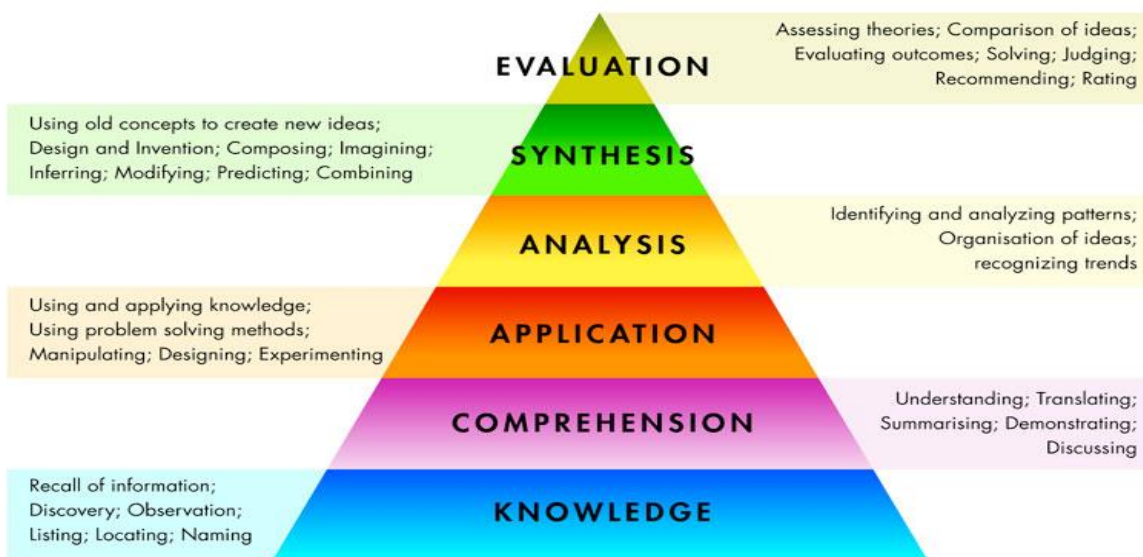 Assessing theories; Comparison of ideas;
Evaluating outcomes; Solving; Judging;
Recommending; Rating
EVALUATION
Using old concepts to create new ideas;
Design and Invention; Composing; Imagining;
Inferring; Modifying; Predicting; Combining
SYNTHESIS
Identifying and analyzing patterns;
Organisation of ideas;
recognizing trends
ANALYSIS
Using and applying knowledge;
Using problem solving methods;
Manipulating; Designing; Experimenting
APPLICATION
Understanding; Translating;
Summarising; Demonstrating;
Discussing
COMPREHENSION
Recall of information;
Discovery; Observation;
Listing; Locating; Naming
KNOWLEDGE